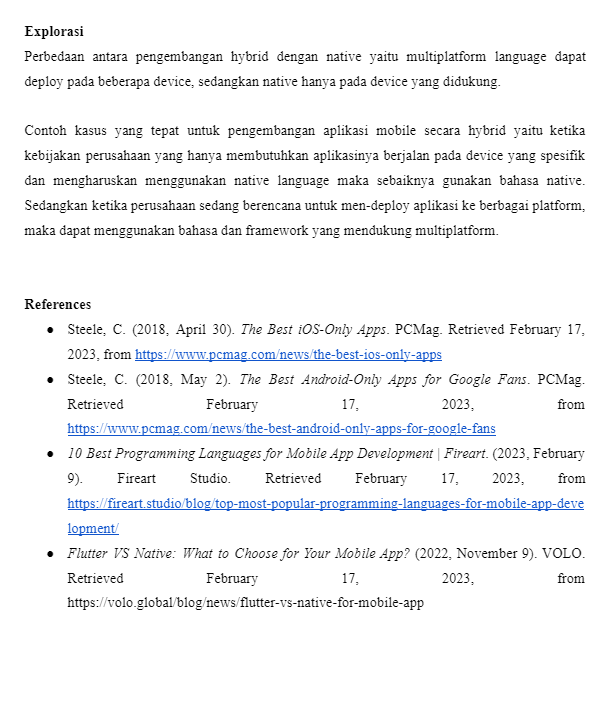 Explorasi
Perbedaan antara pengembangan hybrid dengan native yaitu multiplatform language dapat
deploy pada beberapa device, sedangkan native hanya pada device yang didukung.
Contoh kasus yang tepat untuk pengembangan aplikasi mobile secara hybrid yaitu ketika
kebijakan perusahaan yang hanya membutuhkan aplikasinya berjalan pada device yang spesifik
dan mengharuskan menggunakan native language maka sebaiknya gunakan bahasa native.
Sedangkan ketika perusahaan sedang berencana untuk men-deploy aplikasi ke berbagai platform,
maka dapat menggunakan bahasa dan framework yang mendukung multiplatform.
References
● Steele, C. (2018, April 30). The Best iOS-Only Apps. PCMag. Retrieved February 17,
2023, from https://www.pcmag.com/news/the-best-ios-only-apps
● Steele, C. (2018, May 2). The Best Android-Only Apps for Google Fans. PCMag.
Retrieved February 17, 2023, from
https://www.pcmag.com/news/the-best-android-only-apps-for-google-fans
● 10 Best Programming Languages for Mobile App Development | Fireart. (2023, February
9). Fireart Studio. Retrieved February 17, 2023, from
https://fireart.studio/blog/top-most-popular-programming-languages-for-mobile-app-deve
lopment/
● Flutter VS Native: What to Choose for Your Mobile App? (2022, November 9). VOLO.
Retrieved February 17, 2023, from
https://volo.global/blog/news/flutter-vs-native-for-mobile-app